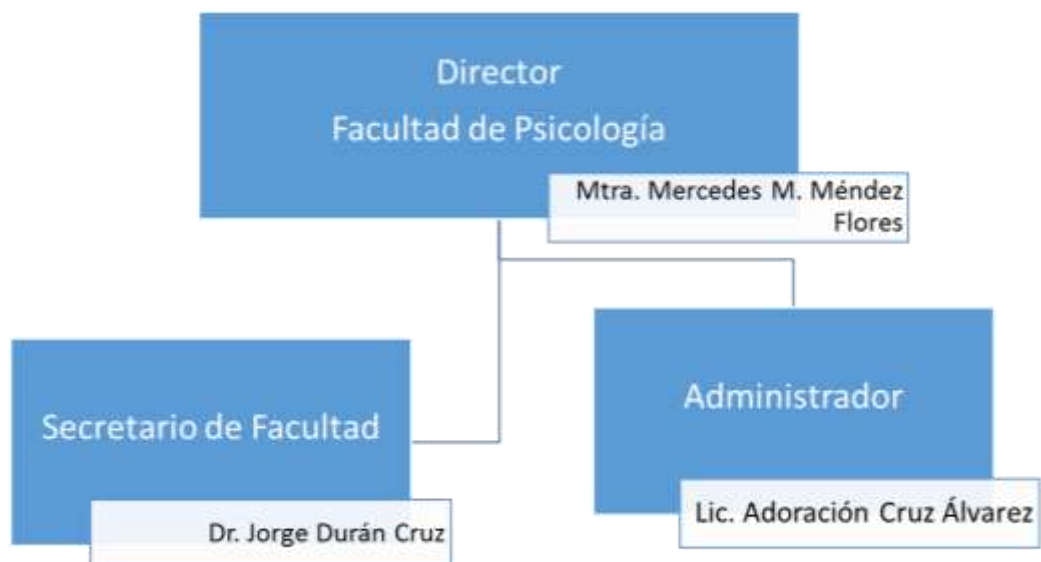 Director
Facultad de Psicología
Mtra. Mercedes M. Méndez
Flores
Secretario de Facultad
Dr. Jorge Durán Cruz
Administrador
Lic. Adoración Cruz Álvarez